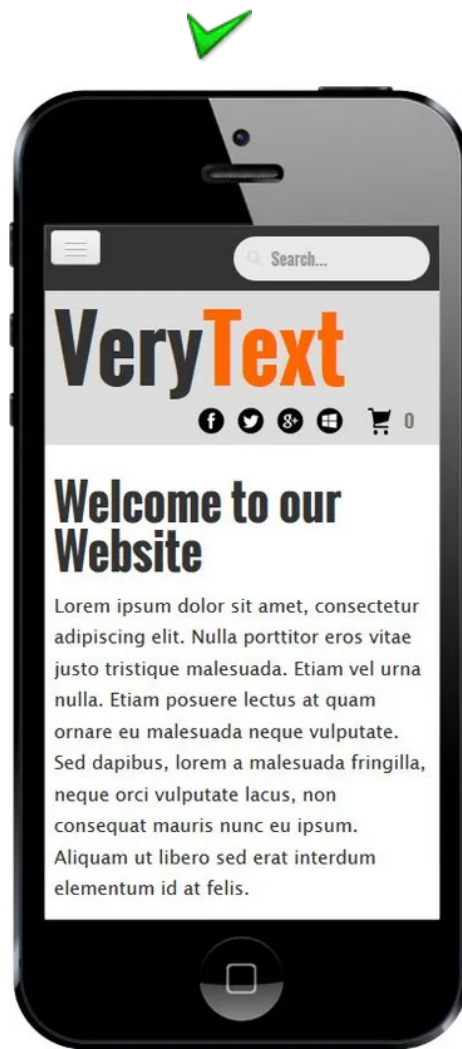 Search...
VeryText
0
Welcome to our
Website
Lorem ipsum dolor sit amet, consectetur
adipiscing elit. Nulla porttitor eros vitae
justo tristique malesuada. Etiam vel urna
nulla. Etiam posuere lectus at quam
ornare eu malesuada neque vulputate.
Sed dapibus, lorem a malesuada fringilla,
neque orci vulputate lacus, non
consequat mauris nunc eu ipsum.
Aliquam ut libero sed erat interdum
elementum id at felis.